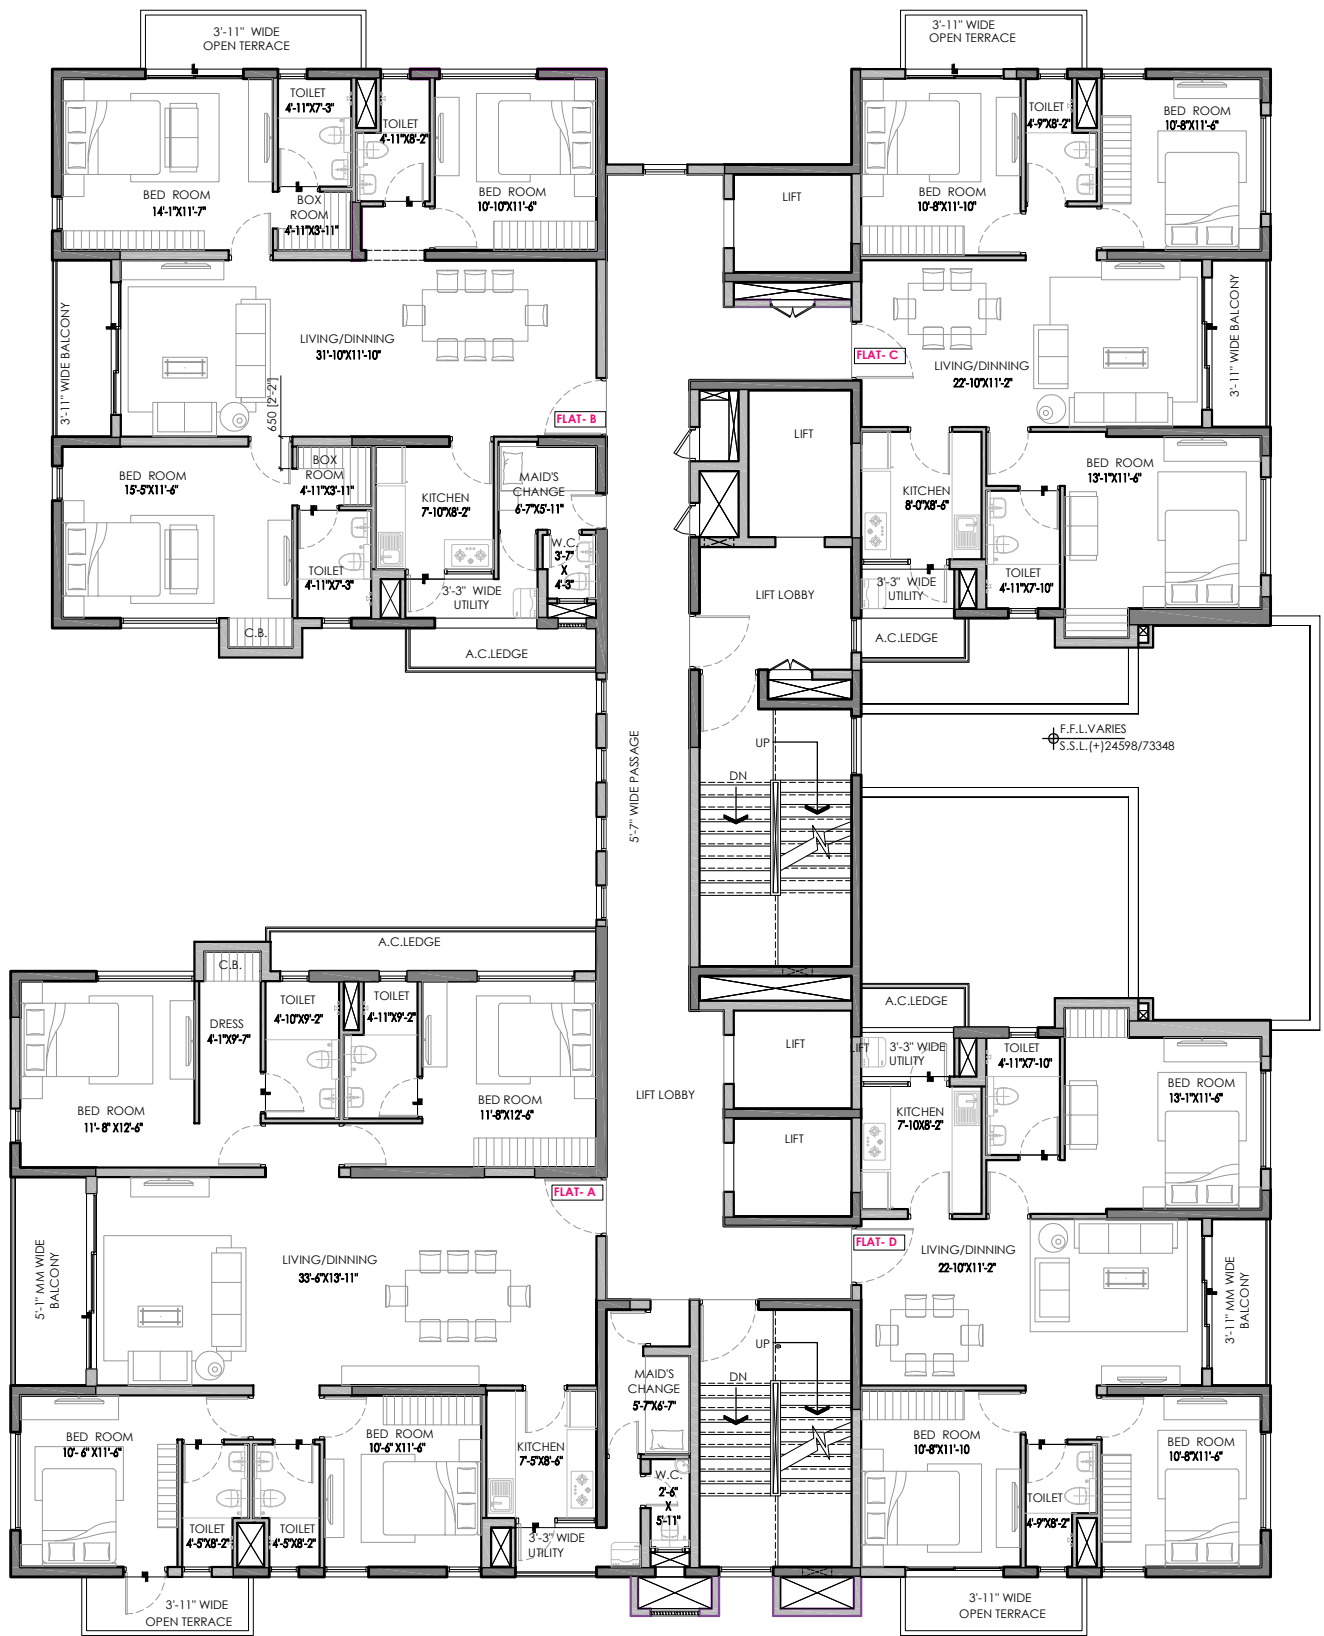 3'-11" WIDE
OPEN TERRACE
3'-11" WIDE
OPEN TERRACE
TOILET
4'-11"X7'-3"
TOILET
4'-11"X8'-2"
BED ROOM
14'-1"X11'-7"
BOX
ROOM
4'-11"X3'-11"
BED ROOM
10'-10"X11'-6"
LIFT
BED ROOM
10'-8"X11'-10"
TOILET
4'-9"X8'-2"
BED ROOM
10'-8"X11'-6"
3'-11" WIDE BALCONY
LIVING/DINNING
31'-10"X11'-10"
650 [2'-2"]
FLAT- B
FLAT- C
LIVING/DINNING
22'-10"X11'-2"
3'-11" WIDE BALCONY
BED ROOM
15'-5"X11'-6"
BOX
ROOM
4'-11"X3'-11"
TOILET
4'-11"X7'-3"
KITCHEN
7'-10"X8'-2"
MAID'S
CHANGE
6'-7"X5'-11"
W.C.
3'-7"
X
4'-3"
3'-3" WIDE
UTILITY
C.B.
A.C.LEDGE
LIFT
LIFT LOBBY
KITCHEN
8'-0"X8'-6"
BED ROOM
13'-1"X11'-6"
TOILET
4'-11"X7'-10"
3'-3" WIDE
UTILITY
A.C.LEDGE
5'-7" WIDE PASSAGE
UP
DN
F.F.L.VARIES
S.S.L.(+)24598/73348
A.C.LEDGE
C.B.
DRESS
4'-1"X9'-7"
TOILET
4'-10"X9'-2"
TOILET
4'-11"X9'-2"
BED ROOM
11'- 8" X12'-6"
BED ROOM
11'-8"X12'-6"
LIFT LOBBY
LIFT
LIFT
LIFT
A.C.LEDGE
3'-3" WIDE
UTILITY
TOILET
4'-11"X7'-10"
KITCHEN
7'-10X8'-2"
BED ROOM
13'-1"X11'-6"
FLAT- A
FLAT- D
5'-1" MM WIDE
BALCONY
LIVING/DINNING
33'-6"X13'-11"
LIVING/DINNING
22-10"X11'-2"
3'-11" MM WIDE
BALCONY
BED ROOM
10'- 6" X11'-6"
TOILET
4'-5"X8'-2"
TOILET
4'-5"X8'-2"
BED ROOM
10'-6" X11'-6"
KITCHEN
7'-5"X8'-6"
3'-3" WIDE
UTILITY
MAID'S
CHANGE
5'-7"X6'-7"
W.C.
2'-6"
X
5'-11"
UP
DN
BED ROOM
10'-8"X11'-10
TOILET
4'-9"X8'-2"
BED ROOM
10'-8"X11'-6"
3'-11" WIDE
OPEN TERRACE
3'-11" WIDE
OPEN TERRACE